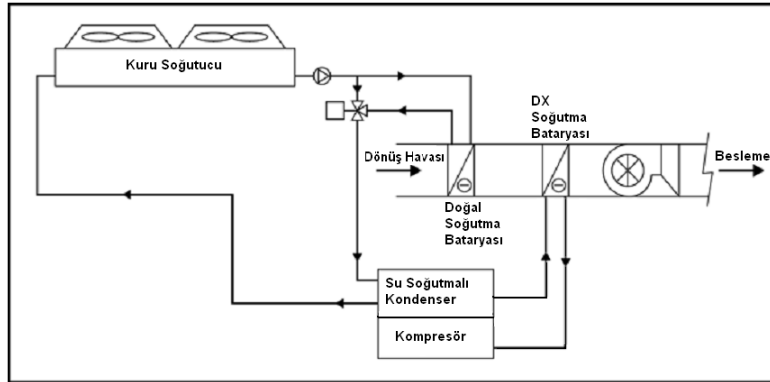 Kuru Soğutucu
DX
Soğutma
Bataryası
Dönüş Havası
Besleme
Doğal
Soğutma
Bataryası
Su Soğutmalı
Kondenser
Kompresör